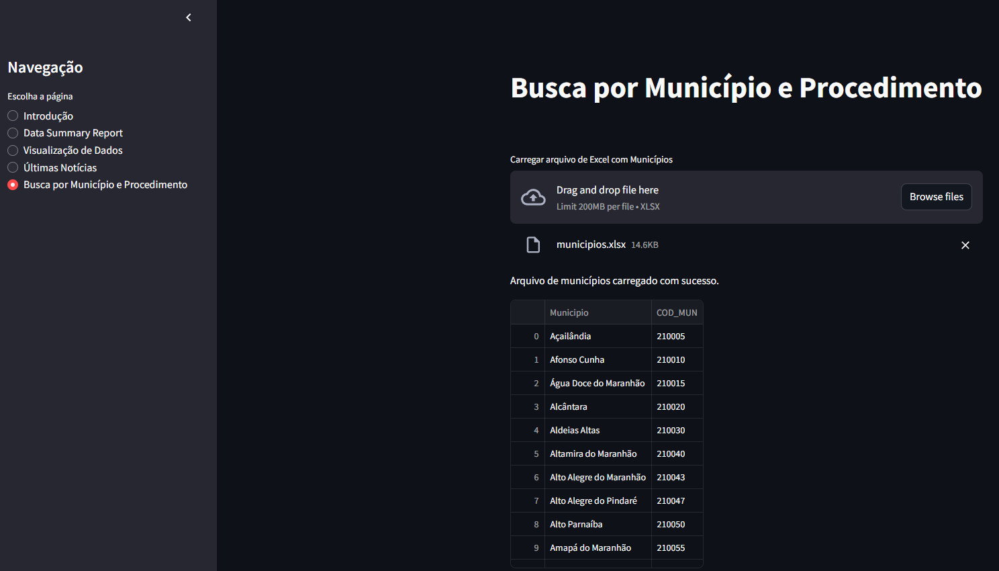 Navegação
Escolha a página
Introdução
Data Summary Report
Visualização de Dados
Últimas Notícias
Busca por Município e Procedimento
Busca por Município e Procedimento
Carregar arquivo de Excel com Municípios
Drag and drop file here
Limit 200MB per file • XLSX
Browse files
municipios.xlsx 14.6KB
Arquivo de municípios carregado com sucesso.
Municipio COD_MUN
0 Açailândia 210005
1 Afonso Cunha 210010
2 Água Doce do Maranhão 210015
3 Alcântara 210020
4 Aldeias Altas 210030
5 Altamira do Maranhão 210040
6 Alto Alegre do Maranhão 210043
7 Alto Alegre do Pindaré 210047
8 Alto Parnaíba 210050
9 Amapá do Maranhão 210055